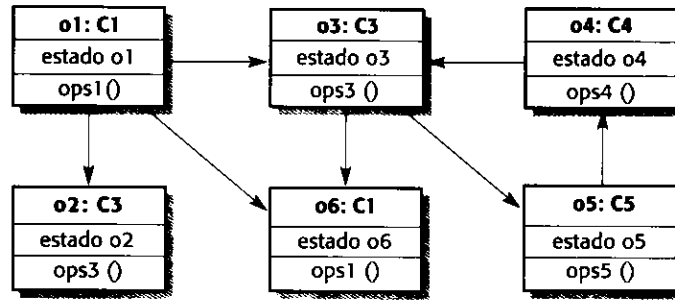 o1: C1
estado o1
ops1()
o3: C3
estado o3
ops3 ()
o4: C4
estado o4
ops4 ()
o2: C3
estado o2
ops3 ()
o6: C1
estado o6
ops1 ()
o5: C5
estado o5
ops5 ()